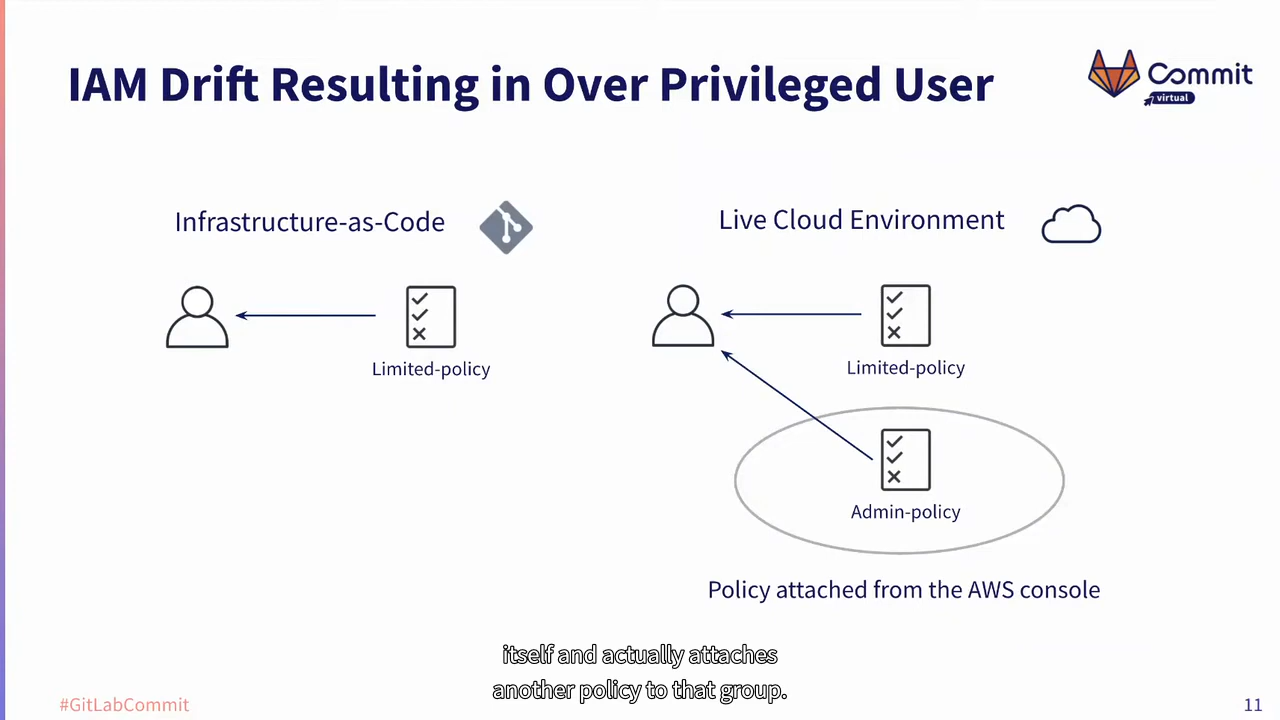 IAM Drift Resulting in Over Privileged User
Commit
virtual
Infrastructure-as-Code
Live Cloud Environment
Limited-policy
Limited-policy
Admin-policy
Policy attached from the AWS console
itself and actually attaches
another policy to that group.
#GitLabCommit
11